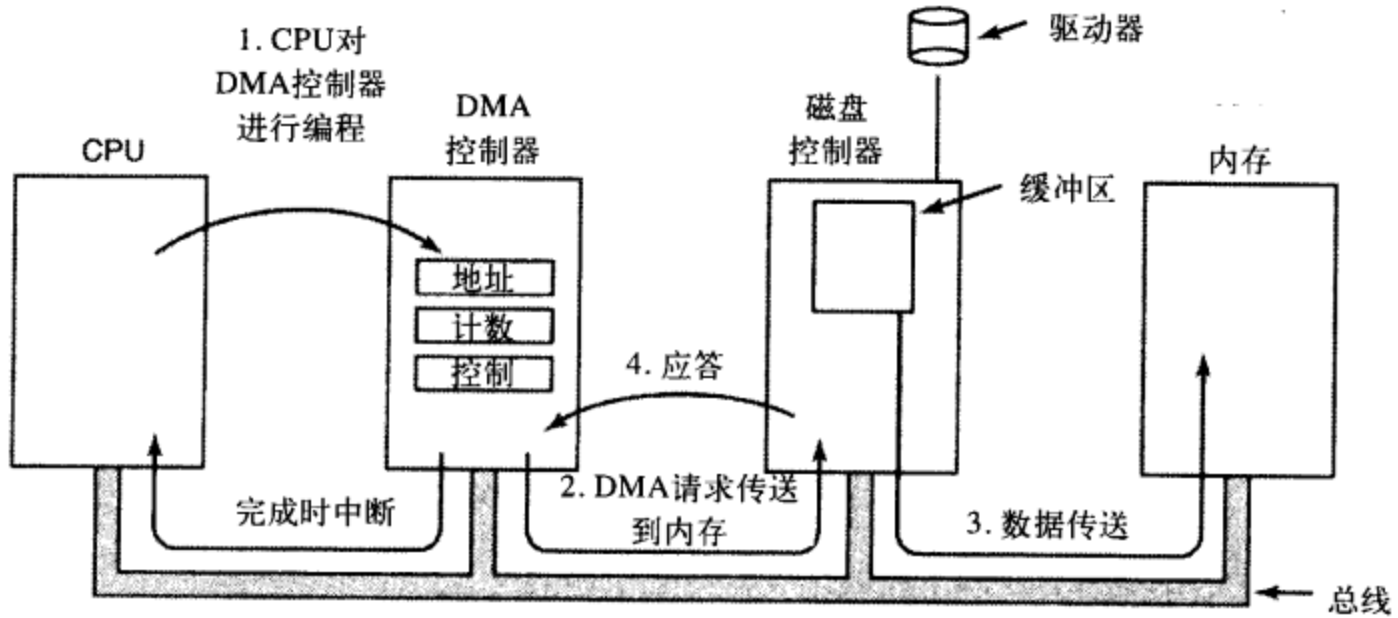 1. CPU对
DMA控制器
进行编程
CPU
DMA
控制器
磁盘
控制器
驱动器
内存
缓冲区
地址
计数
控制
4. 应答
完成时中断
2. DMA请求传送
到内存
3. 数据传送
总线